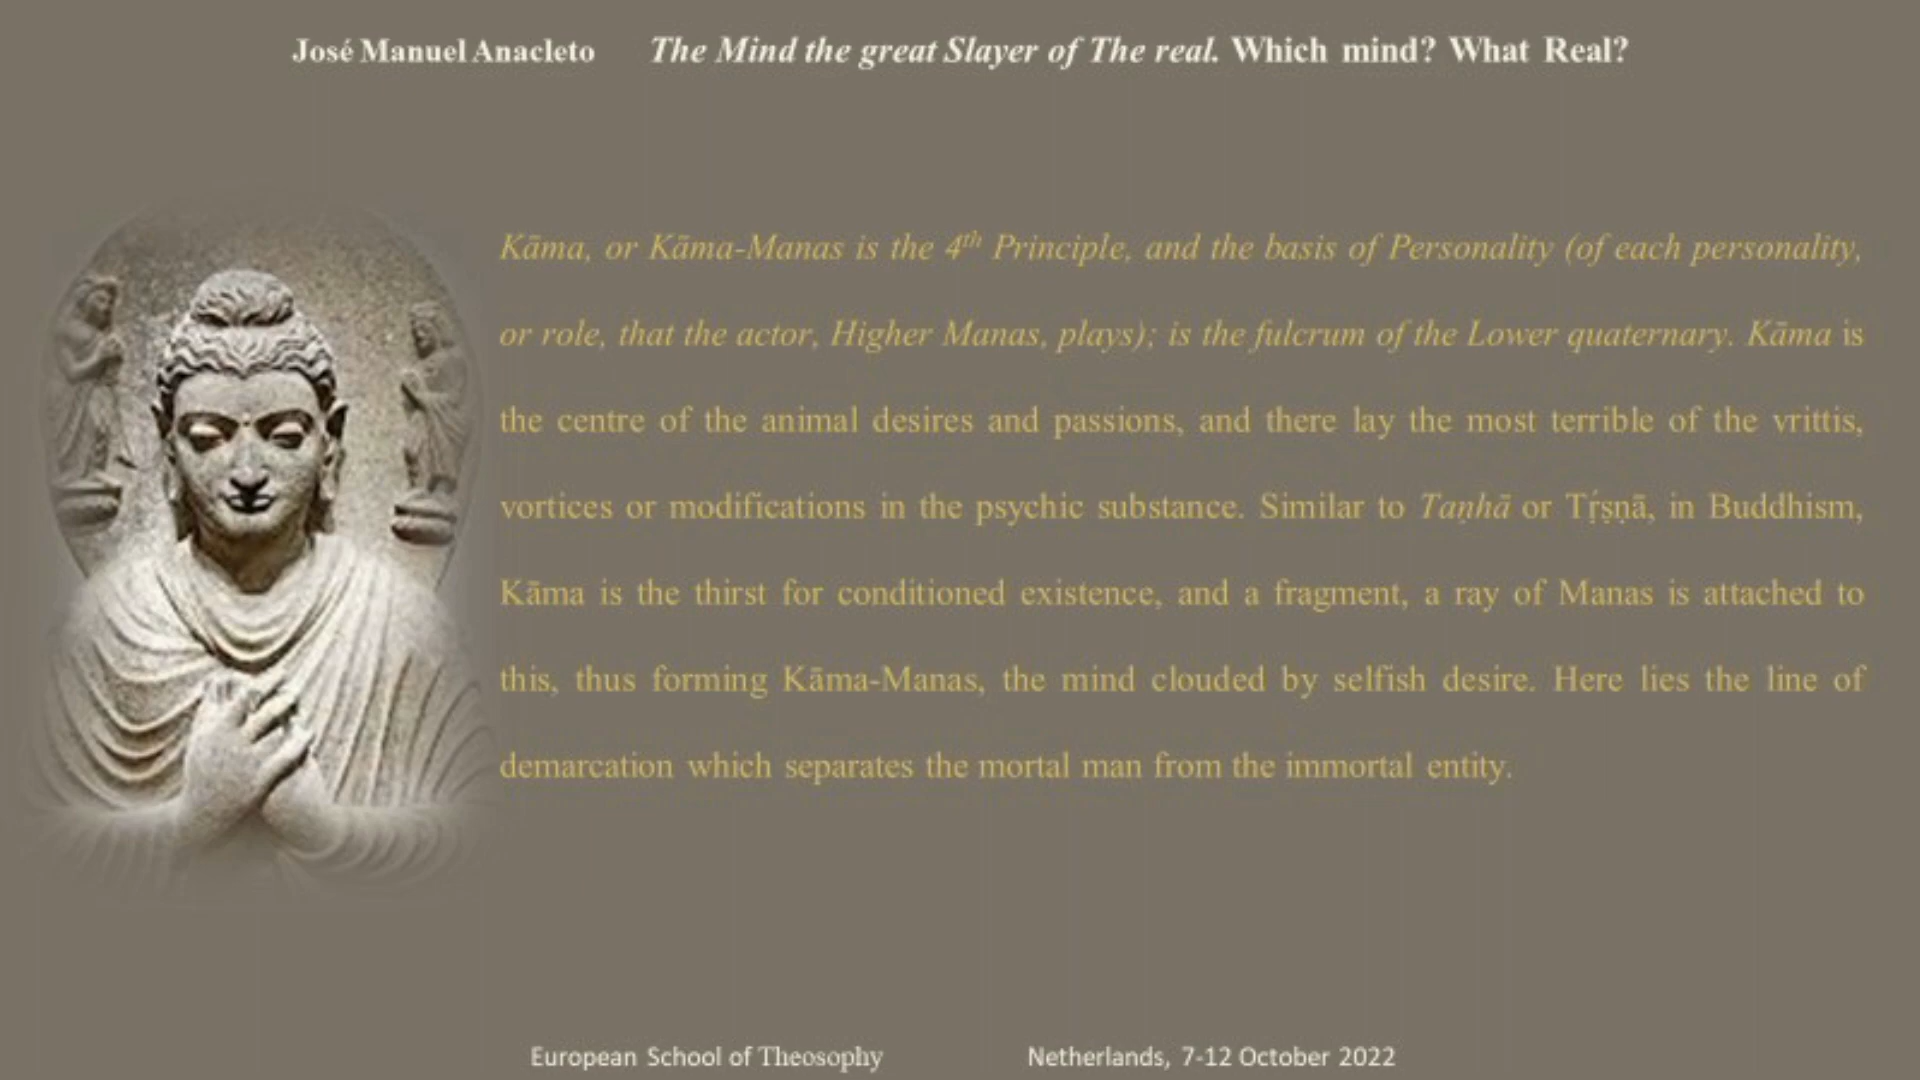 José Manuel Anacleto The Mind the great Slayer of The real. Which mind? What Real?
Kāma, or Kāma-Manas is the 4th Principle, and the basis of Personality (of each personality,
or role, that the actor, Higher Manas, plays); is the fulcrum of the Lower quaternary. Kāma is
the centre of the animal desires and passions, and there lay the most terrible of the vrittis,
vortices or modifications in the psychic substance. Similar to Taṇhā or Tṛ́ṣṇā, in Buddhism,
Kāma is the thirst for conditioned existence, and a fragment, a ray of Manas is attached to
this, thus forming Kāma-Manas, the mind clouded by selfish desire. Here lies the line of
demarcation which separates the mortal man from the immortal entity.
European School of Theosophy Netherlands, 7-12 October 2022